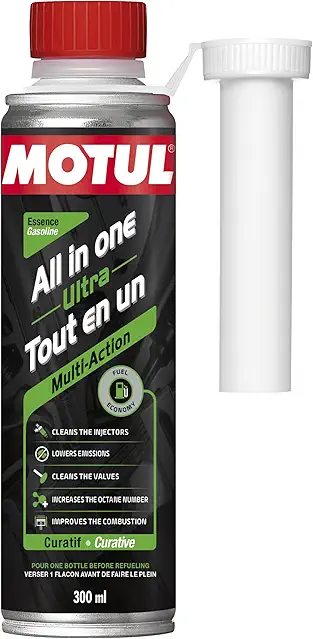 MOTUL®
Essence
Gasoline
All in one
Ultra
Tout en un
Multi-Action
FUEL
ECONOMY
CLEANS THE INJECTORS
LOWERS EMISSIONS
CLEANS THE VALVES
INCREASES THE OCTANE NUMBER
IMPROVES THE COMBUSTION
Curatif • Curative
POUR ONE BOTTLE BEFORE REFUELING
VERSER 1 FLACON AVANT DE FAIRE LE PLEIN
300 ml